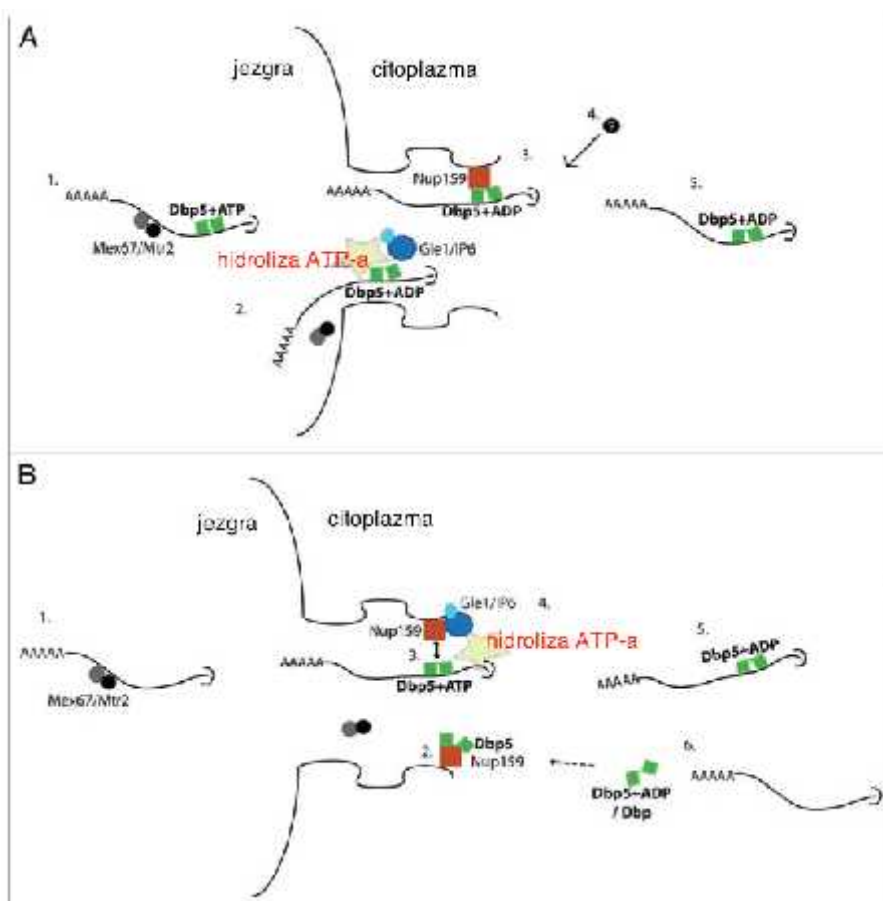 A
jezgra
citoplazma
1.
AAAAA
Dbp5+ATP
Mex67/Mtr2
3.
Nup159
AAAAA
Dbp5+ADP
4.
?
5.
AAAAA
Dbp5+ADP
hidroliza ATP-a
Gle1/IP6
Dbp5+ADP
2.
AAAAA
B
jezgra
citoplazma
1.
AAAAA
Mex67/Mtr2
Gle1/IP6
4.
Nup159
hidroliza ATP-a
3.
AAAAA
Dbp5+ATP
5.
Dbp5+ADP
AAAAA
2.
Dbp5
Nup159
6.
AAAAA
Dbp5+ADP
/ Dbp